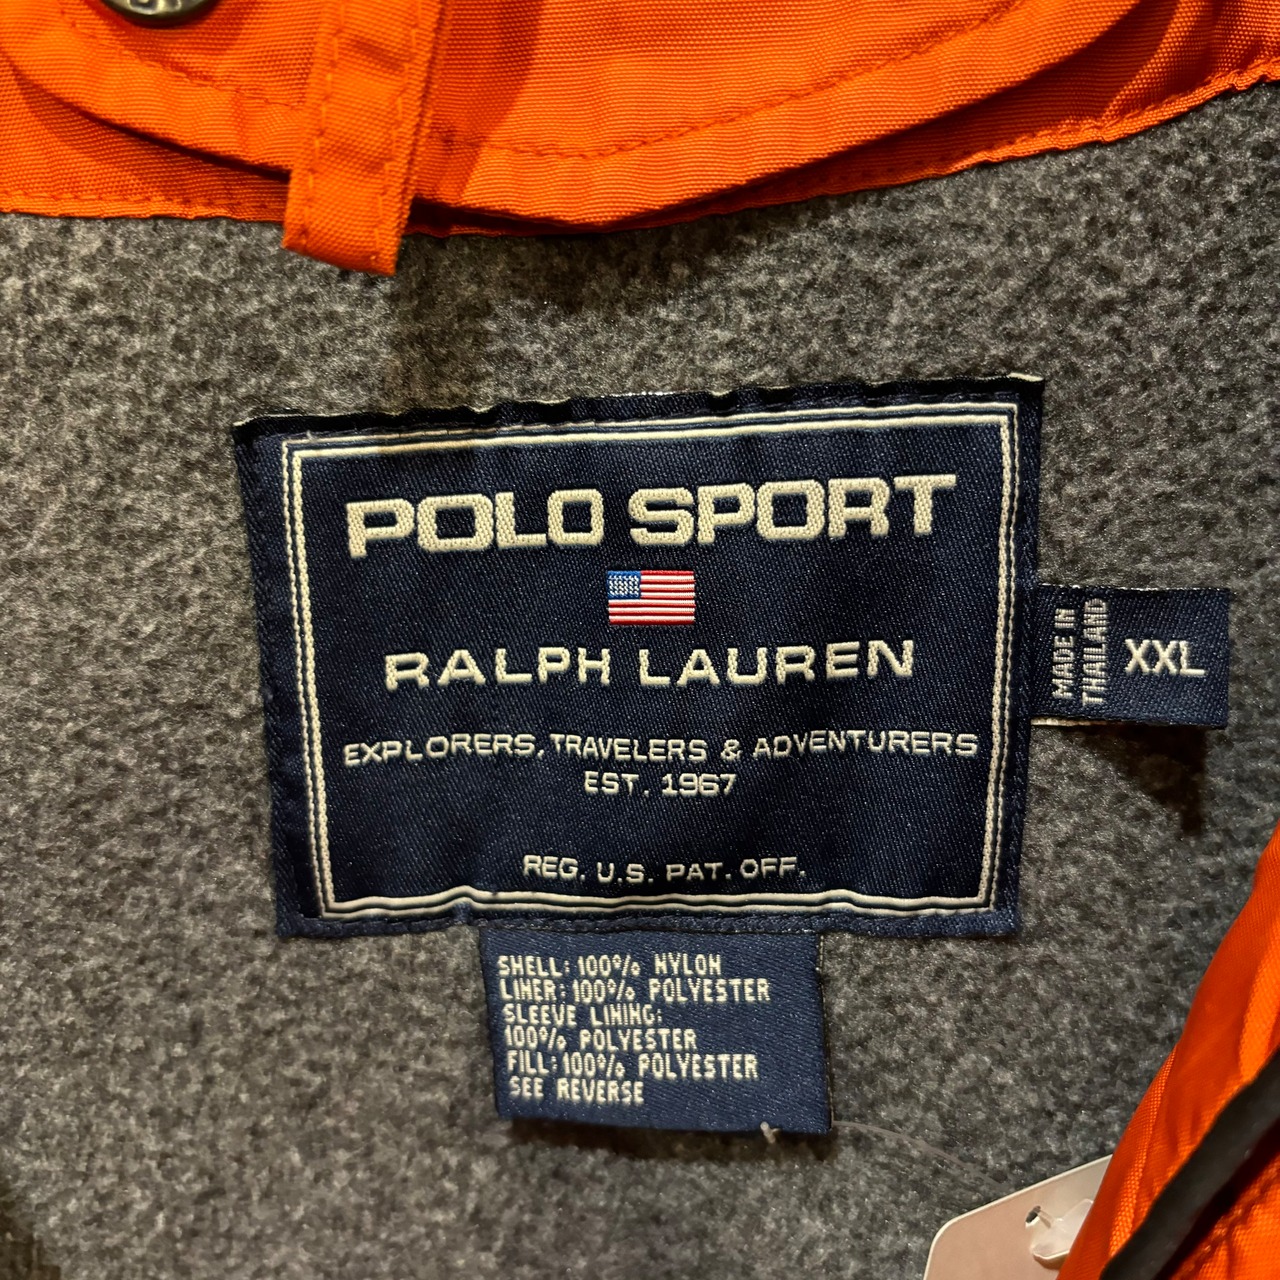 POLO SPORT
RALPH LAUREN
EXPLORERS, TRAVELERS & ADVENTURERS
EST. 1967
REG. U.S. PAT. OFF.
MADE IN
THAILAND
XXL
SHELL: 100% NYLON
LINER: 100% POLYESTER
SLEEVE LINING:
100% POLYESTER
FILL: 100% POLYESTER
SEE REVERSE